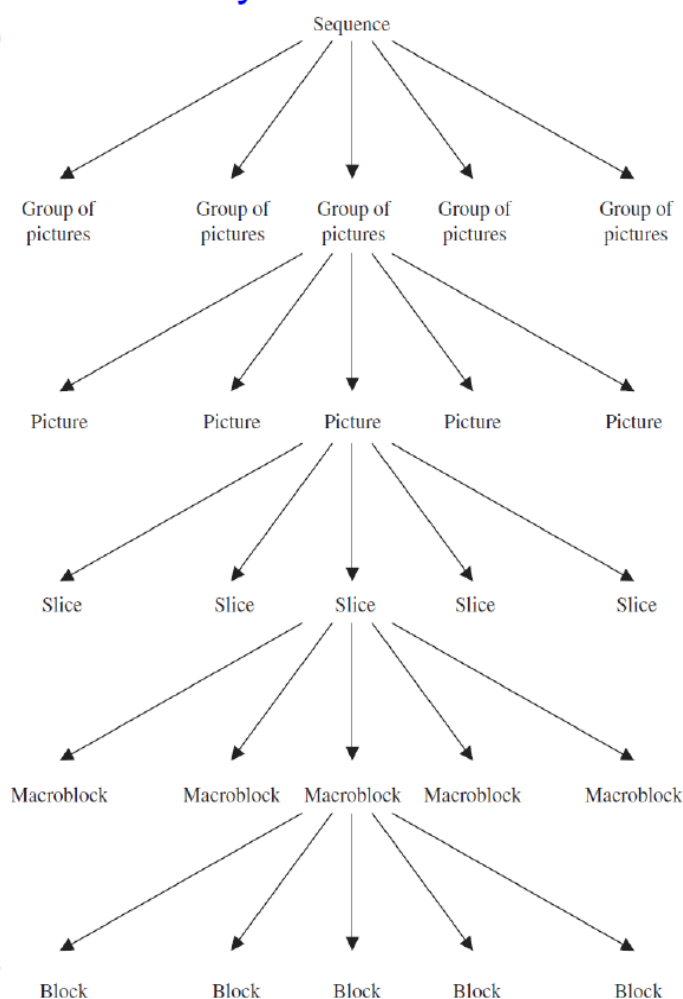 Sequence
Group of Group of Group of Group of Group of
pictures pictures pictures pictures pictures
Picture Picture Picture Picture Picture
Slice Slice Slice Slice Slice
Macroblock Macroblock Macroblock Macroblock Macroblock
Block Block Block Block Block